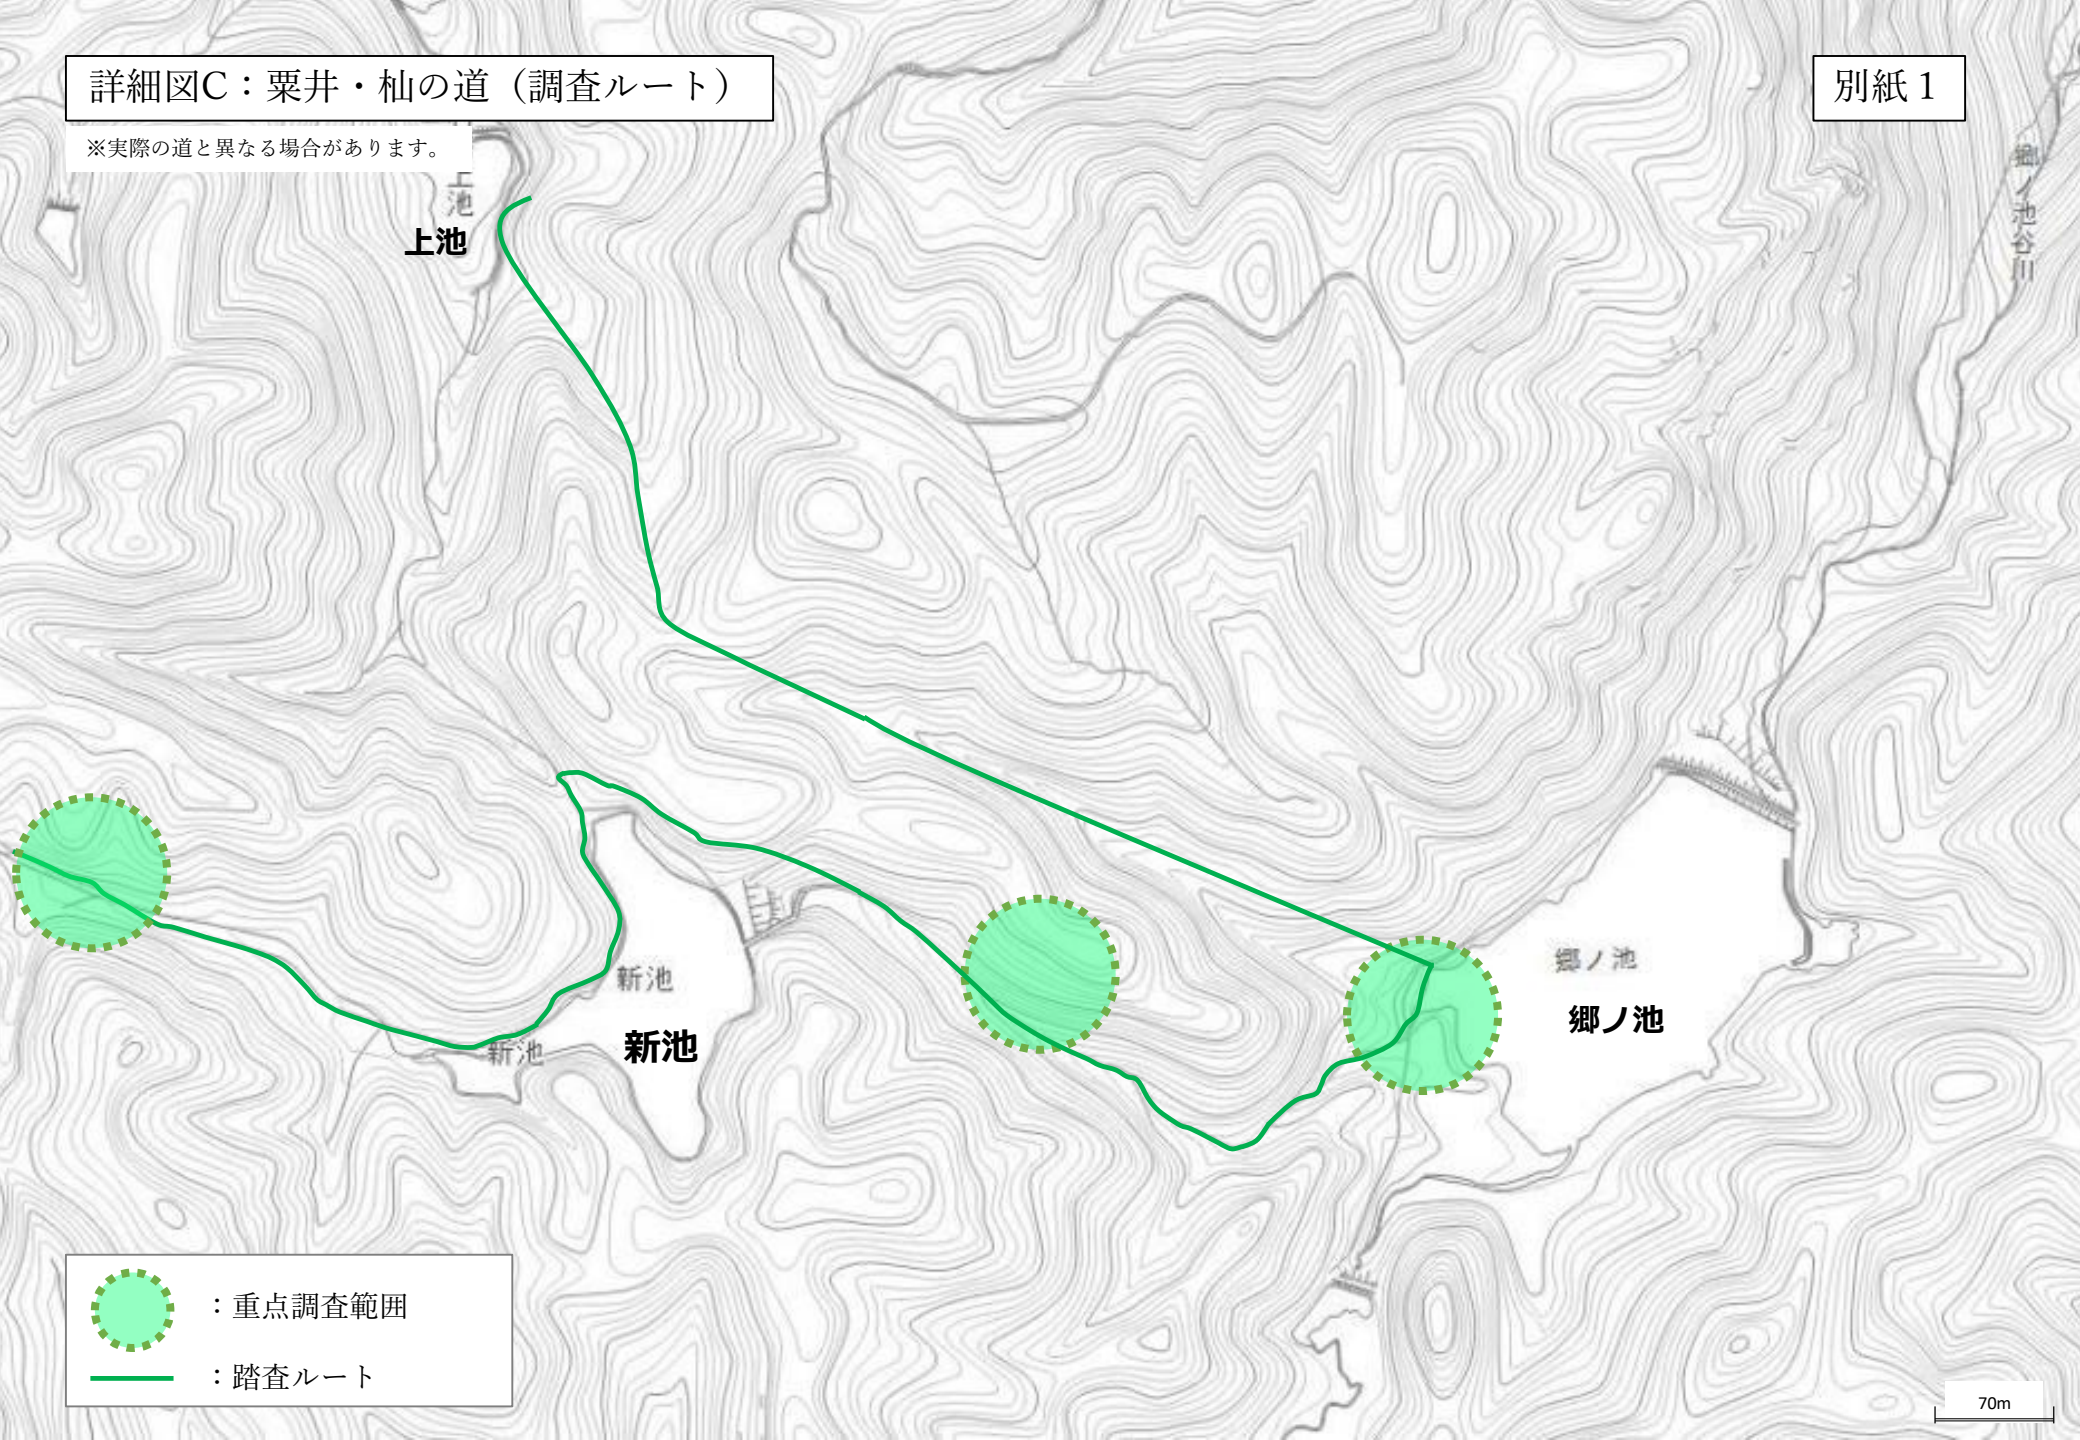 詳細図C：粟井・杣の道（調査ルート）
別紙１
※実際の道と異なる場合があります。
上池
上池
郷ノ池谷川
郷ノ池
郷ノ池
新池
新池
新池
：重点調査範囲
：踏査ルート
70m